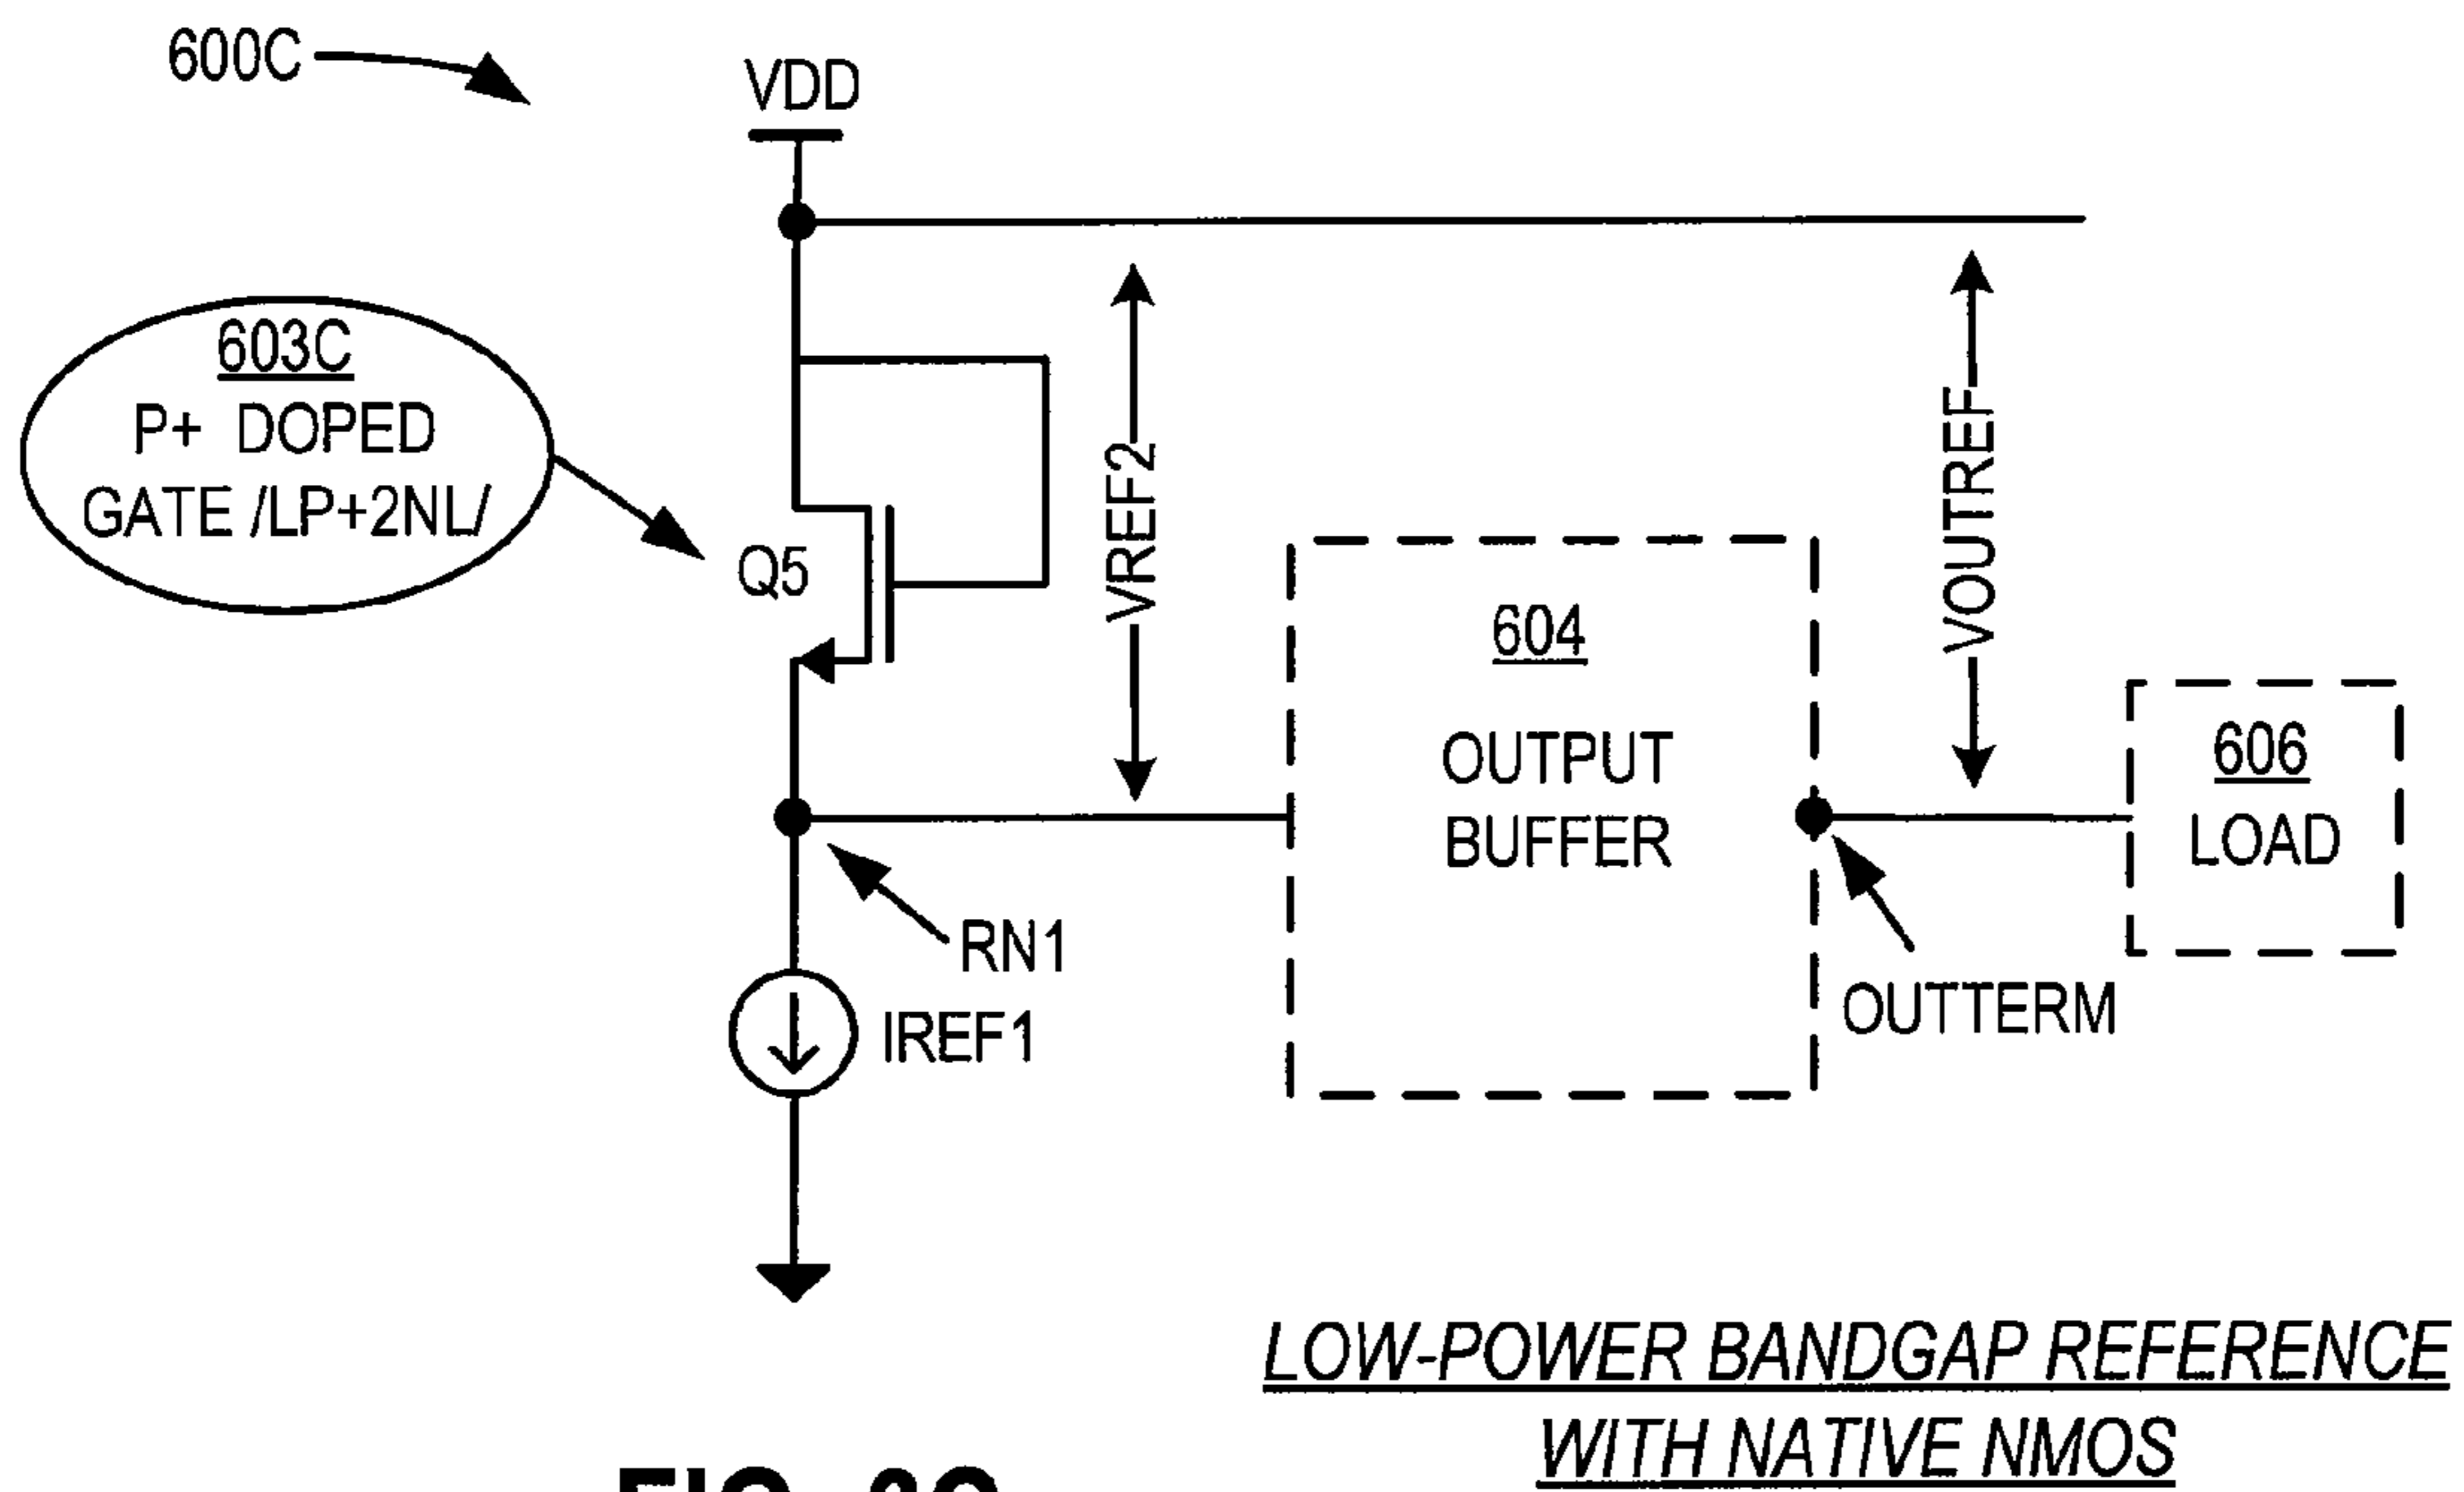 600C
VDD
603C
P+ DOPED
GATE /LP+2NL/
Q5
VREF2
VOUTREF
604
OUTPUT
BUFFER
606
LOAD
RN1
IREF1
OUTTERM
LOW-POWER BANDGAP REFERENCE
WITH NATIVE NMOS